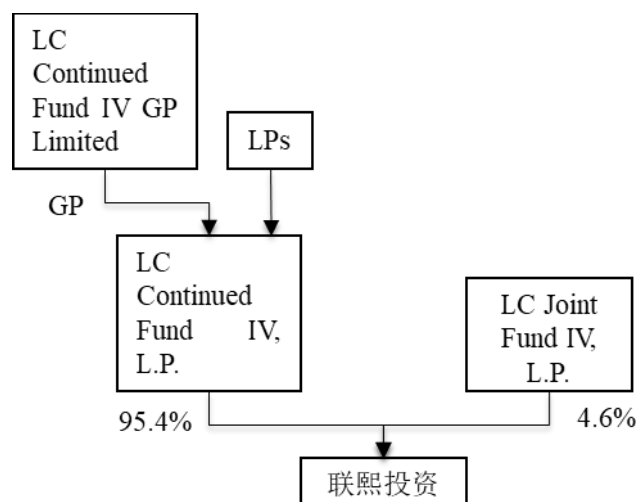 LC
Continued
Fund IV GP
Limited
LPs
GP
LC
Continued
Fund IV,
L.P.
LC Joint
Fund IV,
L.P.
95.4%
4.6%
联熙投资